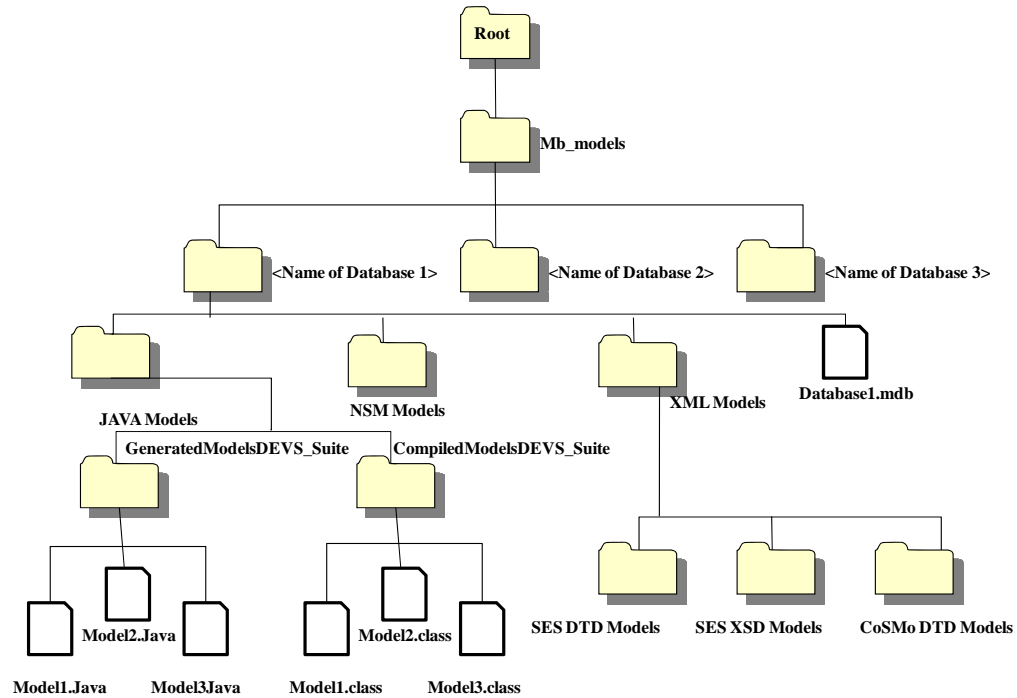 Root
Mb_models
<Name of Database 1>
<Name of Database 2>
<Name of Database 3>
JAVA Models
NSM Models
XML Models
Database1.mdb
GeneratedModelsDEVS_Suite
CompiledModelsDEVS_Suite
Model2.Java
Model2.class
SES DTD Models
SES XSD Models
CoSMo DTD Models
Model1.Java
Model3Java
Model1.class
Model3.class